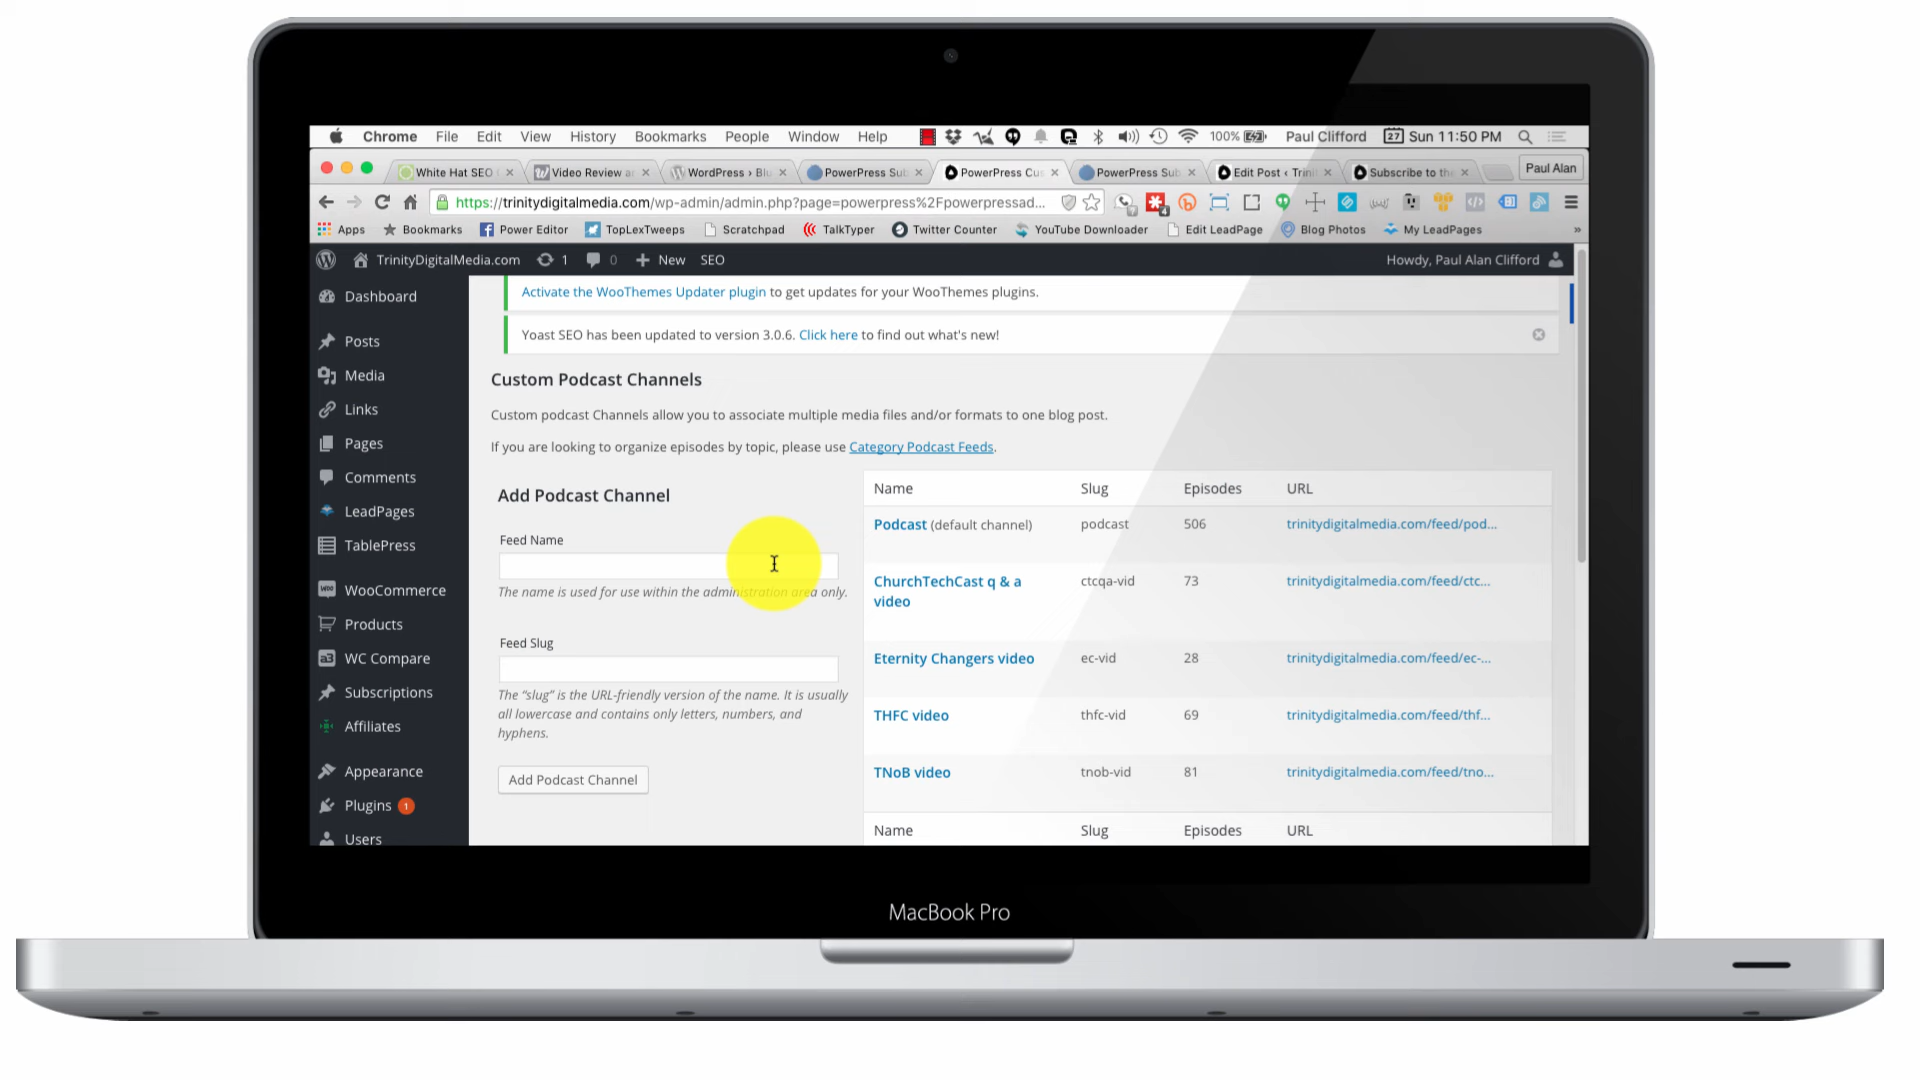 Chrome File Edit View History Bookmarks People Window Help 100% Paul Clifford 27 Sun 11:50 PM
White Hat SEO Video Review a WordPress › Blu PowerPress Sub PowerPress Cus PowerPress Sub Edit Post ‹ Trini Subscribe to the Paul Alan
https://trinitydigitalmedia.com/wp-admin/admin.php?page=powerpress%2Fpowerpressad...
Apps Bookmarks Power Editor TopLexTweeps Scratchpad TalkTyper Twitter Counter YouTube Downloader Edit LeadPage Blog Photos My LeadPages »
TrinityDigitalMedia.com 1 0 New SEO Howdy, Paul Alan Clifford
Dashboard
Posts
Media
Links
Pages
Comments
LeadPages
TablePress
WooCommerce
Products
WC Compare
Subscriptions
Affiliates
Appearance
Plugins 1
Users
Activate the WooThemes Updater plugin to get updates for your WooThemes plugins.
Yoast SEO has been updated to version 3.0.6. Click here to find out what's new!
Custom Podcast Channels
Custom podcast Channels allow you to associate multiple media files and/or formats to one blog post.
If you are looking to organize episodes by topic, please use Category Podcast Feeds.
Add Podcast Channel
Feed Name
The name is used for use within the administration area only.
Feed Slug
The “slug” is the URL-friendly version of the name. It is usually
all lowercase and contains only letters, numbers, and
hyphens.
Add Podcast Channel
Name Slug Episodes URL
Podcast (default channel) podcast 506 trinitydigitalmedia.com/feed/pod...
ChurchTechCast q & a ctcqa-vid 73 trinitydigitalmedia.com/feed/ctc...
video
Eternity Changers video ec-vid 28 trinitydigitalmedia.com/feed/ec-...
THFC video thfc-vid 69 trinitydigitalmedia.com/feed/thf...
TNoB video tnob-vid 81 trinitydigitalmedia.com/feed/tno...
Name Slug Episodes URL
MacBook Pro